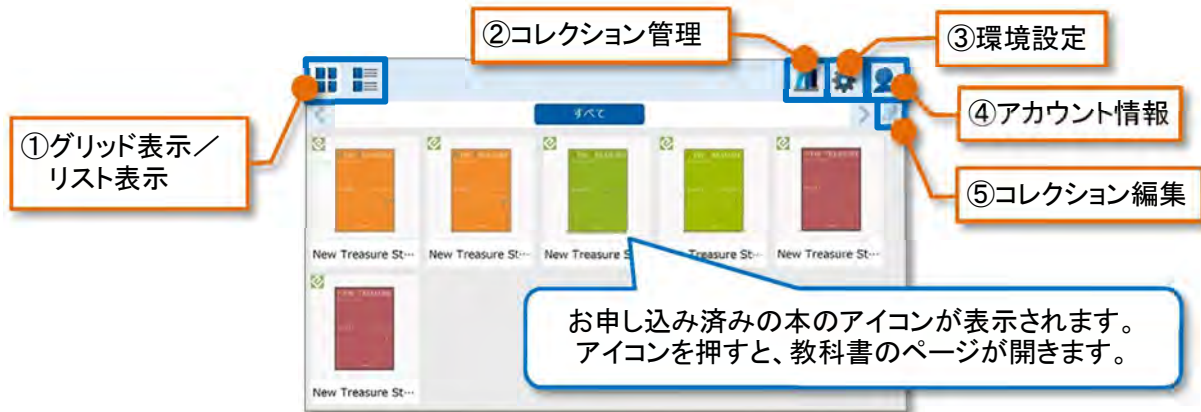 ②コレクション管理
③環境設定
①グリッド表示／
リスト表示
④アカウント情報
⑤コレクション編集
すべて
New Treasure St…
New Treasure St…
New Treasure S
Treasure St…
New Treasure St…
New Treasure St…
お申し込み済みの本のアイコンが表示されます。
アイコンを押すと、教科書のページが開きます。